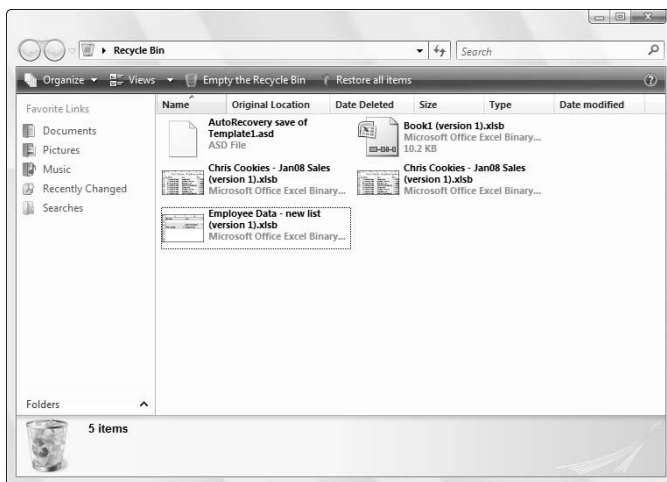 Recycle Bin
Search
Organize Views Empty the Recycle Bin Restore all items
Favorite Links
Documents
Pictures
Music
Recently Changed
Searches
Name Original Location Date Deleted Size Type Date modified
AutoRecovery save of
Template1.asd
ASD File
Book1 (version 1).xlsb
Microsoft Office Excel Binary...
10.2 KB
Chris Cookies - Jan08 Sales
(version 1).xlsb
Microsoft Office Excel Binary...
Chris Cookies - Jan08 Sales
(version 1).xlsb
Microsoft Office Excel Binary...
Employee Data - new list
(version 1).xlsb
Microsoft Office Excel Binary...
Folders
5 items